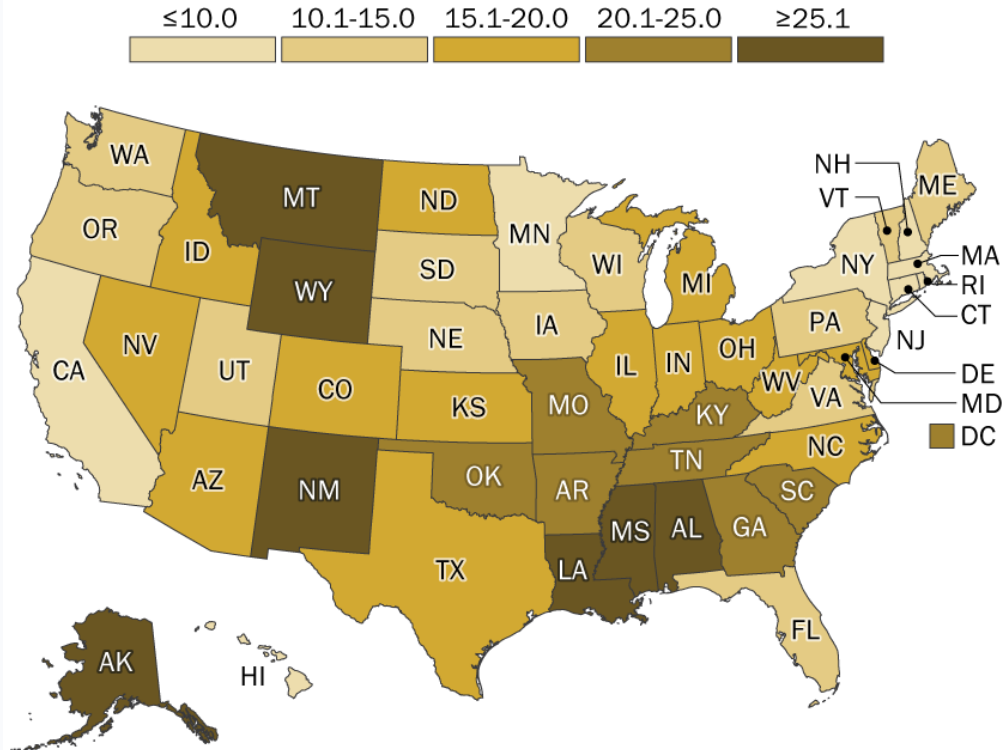 ≤10.0 10.1-15.0 15.1-20.0 20.1-25.0 ≥25.1
WA
MT
ND
MN
NH
VT
ME
OR
ID
SD
WI
MI
NY
MA
RI
CT
WY
NE
IA
PA
NJ
NV
UT
CO
CA
IL
IN
OH
WV
VA
DE
MD
DC
KS
MO
KY
NC
AZ
NM
OK
AR
TN
SC
TX
LA
MS
AL
GA
FL
AK
HI